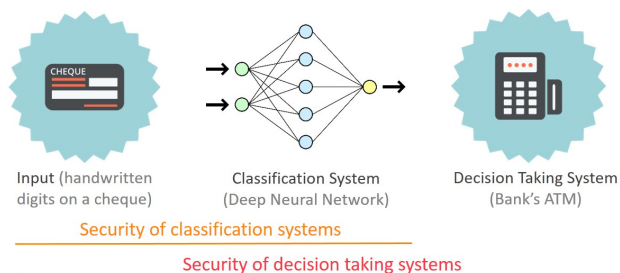 CHEQUE
Input (handwritten
digits on a cheque)
Classification System
(Deep Neural Network)
Decision Taking System
(Bank's ATM)
Security of classification systems
Security of decision taking systems